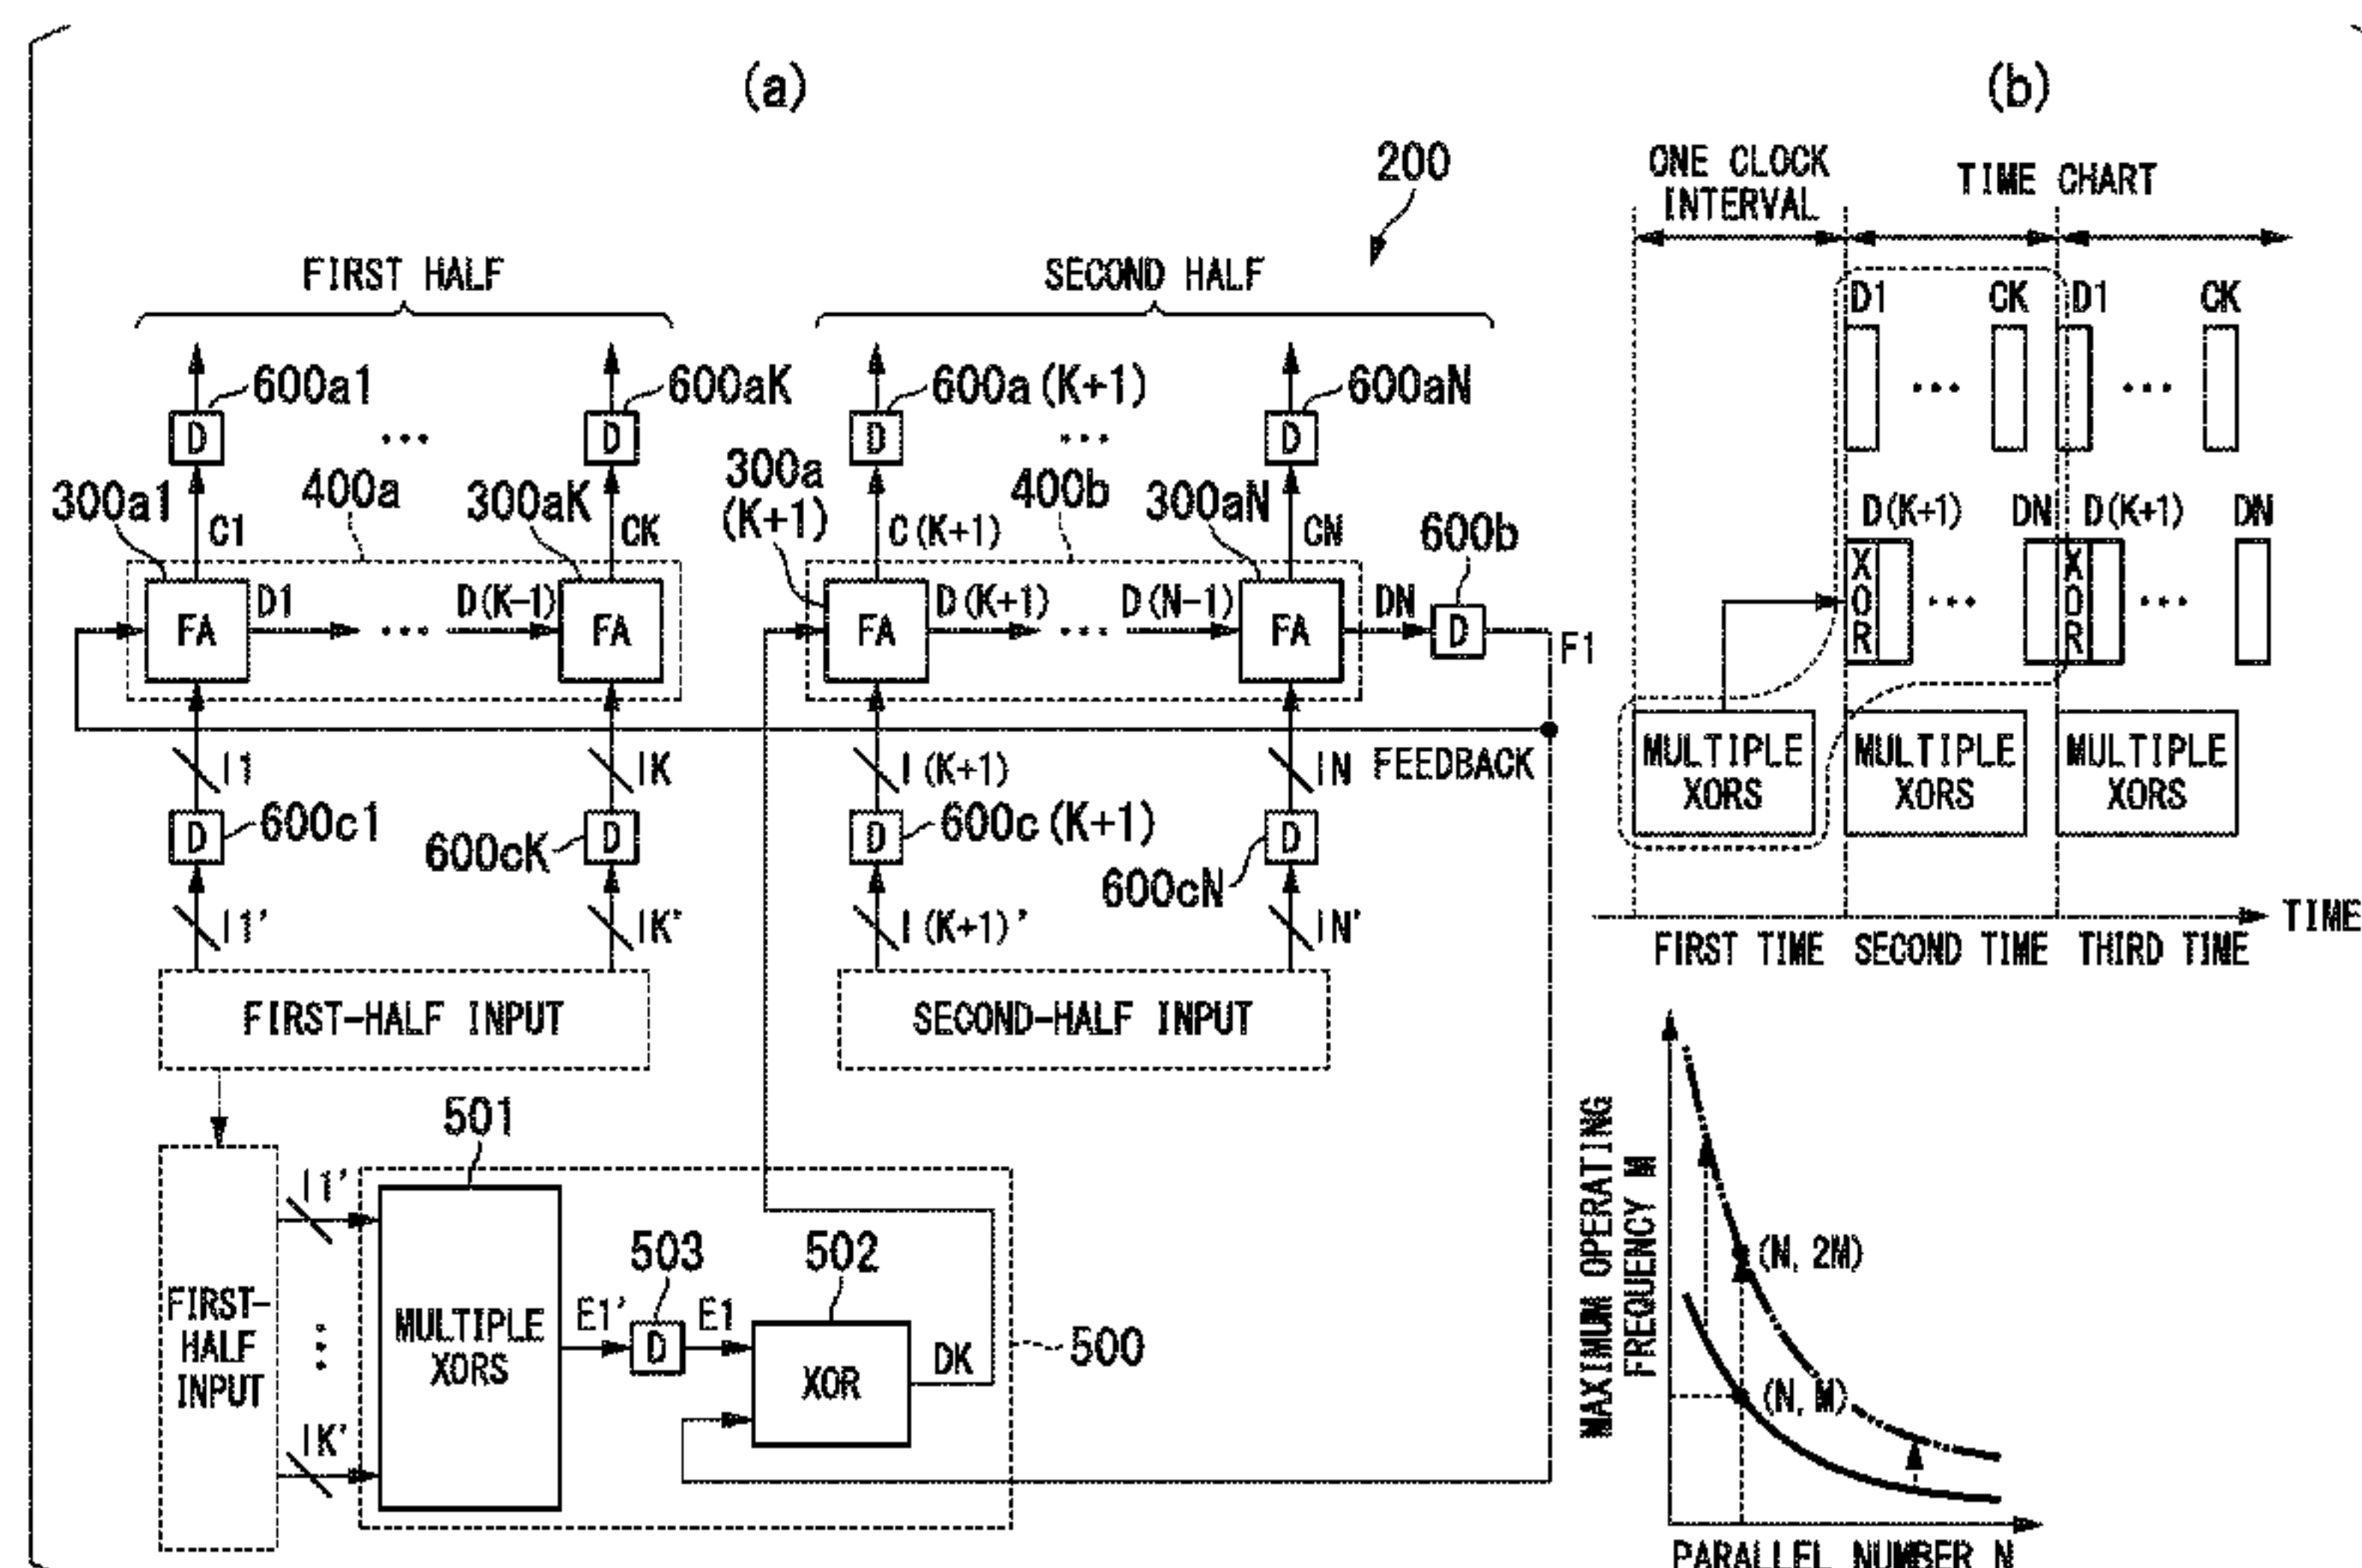 (a)
200
FIRST HALF
SECOND HALF
600a1
600aK
600a(K+1)
600aN
D
...
D
D
...
D
300a1
400a
300aK
300a
(K+1)
400b
300aN
C1
CK
C(K+1)
CN
600b
FA
D1
...
D(K-1)
FA
FA
D(K+1)
...
D(N-1)
FA
DN
D
F1
I1
IK
I(K+1)
IN
FEEDBACK
D
600c1
600cK
D
D
600c(K+1)
600cN
D
I1'
IK'
I(K+1)'
IN'
FIRST-HALF INPUT
SECOND-HALF INPUT
FIRST-
HALF
INPUT
I1'
IK'
501
MULTIPLE
XORS
E1'
503
D
E1
502
XOR
DK
500
(b)
ONE CLOCK
INTERVAL
TIME CHART
D1
CK
D1
CK
...
...
D(K+1)
DN
D(K+1)
DN
XOR
...
XOR
...
MULTIPLE
XORS
MULTIPLE
XORS
MULTIPLE
XORS
TIME
FIRST TIME
SECOND TIME
THIRD TIME
MAXIMUM OPERATING
FREQUENCY M
(N, 2M)
(N, M)
PARALLEL NUMBER N